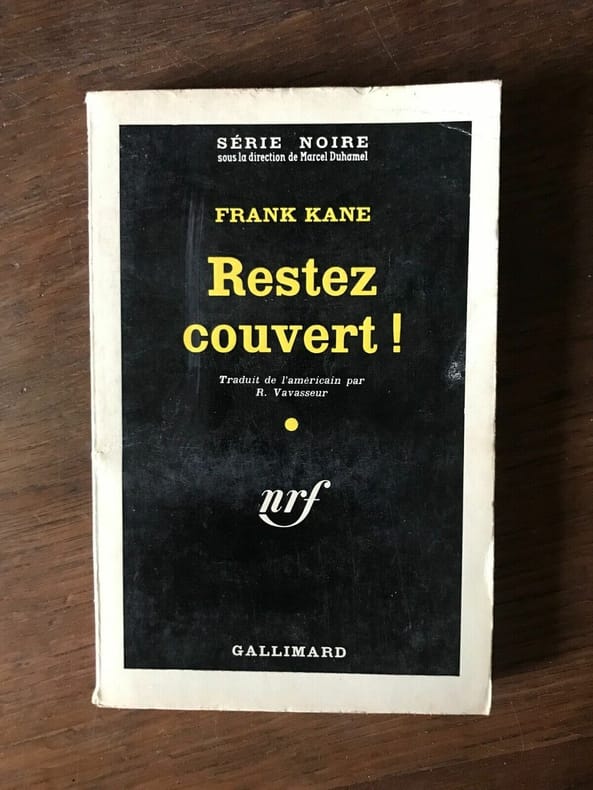 SÉRIE NOIRE
sous la direction de Marcel Duhamel
FRANK KANE
Restez
couvert !
Traduit de l'américain par
R. Vavasseur
nrf
GALLIMARD